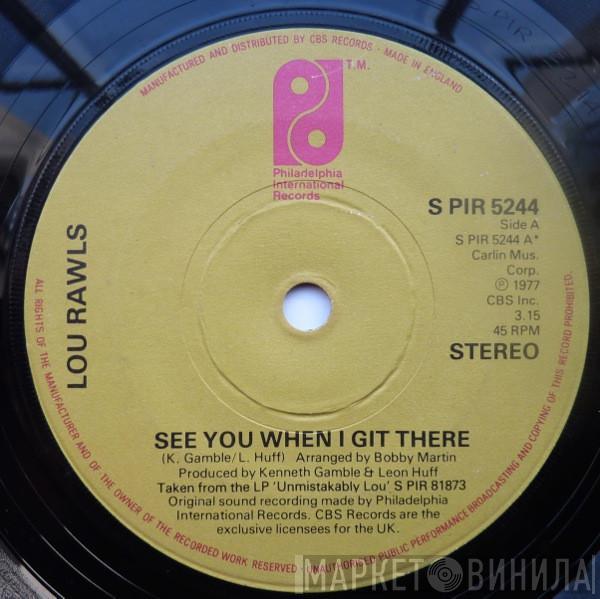 MANUFACTURED AND DISTRIBUTED BY CBS RECORDS · MADE IN ENGLAND
T.M.
Philadelphia
International
Records
LOU RAWLS
S PIR 5244
Side A
S PIR 5244 A*
Carlin Mus.
Corp.
℗ 1977
CBS Inc.
3.15
45 RPM
STEREO
SEE YOU WHEN I GIT THERE
(K. Gamble/L. Huff) Arranged by Bobby Martin
Produced by Kenneth Gamble & Leon Huff
Taken from the LP 'Unmistakably Lou' S PIR 81873
Original sound recording made by Philadelphia
International Records. CBS Records are the
exclusive licensees for the UK.
ALL RIGHTS OF THE MANUFACTURER AND OF THE OWNER OF THE RECORDED WORK RESERVED · UNAUTHORISED PUBLIC PERFORMANCE BROADCASTING AND COPYING OF THIS RECORD PROHIBITED.
МАРКЕТ ВИНИЛА